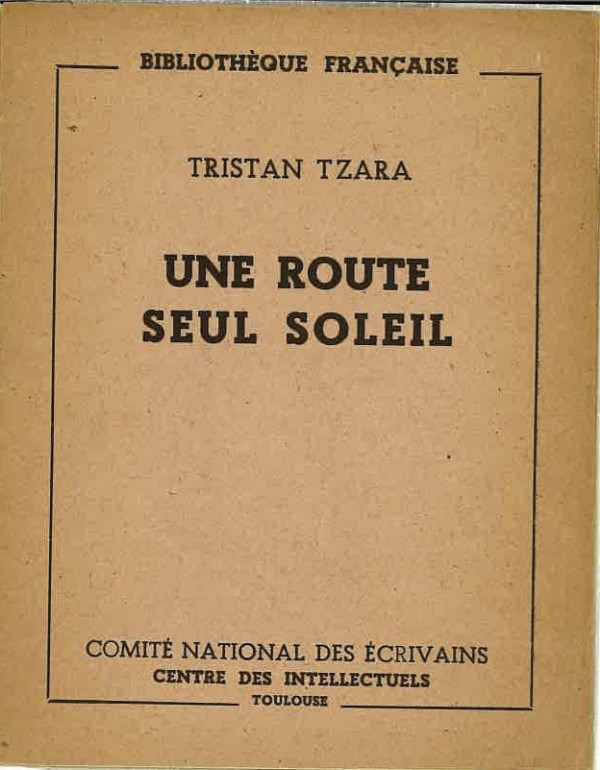 BIBLIOTHÈQUE FRANÇAISE
TRISTAN TZARA
UNE ROUTE
SEUL SOLEIL
COMITÉ NATIONAL DES ÉCRIVAINS
CENTRE DES INTELLECTUELS
TOULOUSE